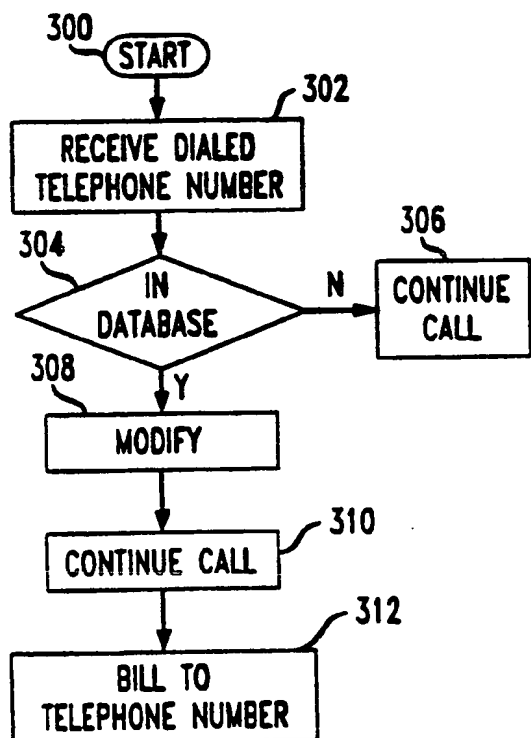 300
START
302
RECEIVE DIALED
TELEPHONE NUMBER
304
IN
DATABASE
N
306
CONTINUE
CALL
308
Y
MODIFY
310
CONTINUE CALL
312
BILL TO
TELEPHONE NUMBER